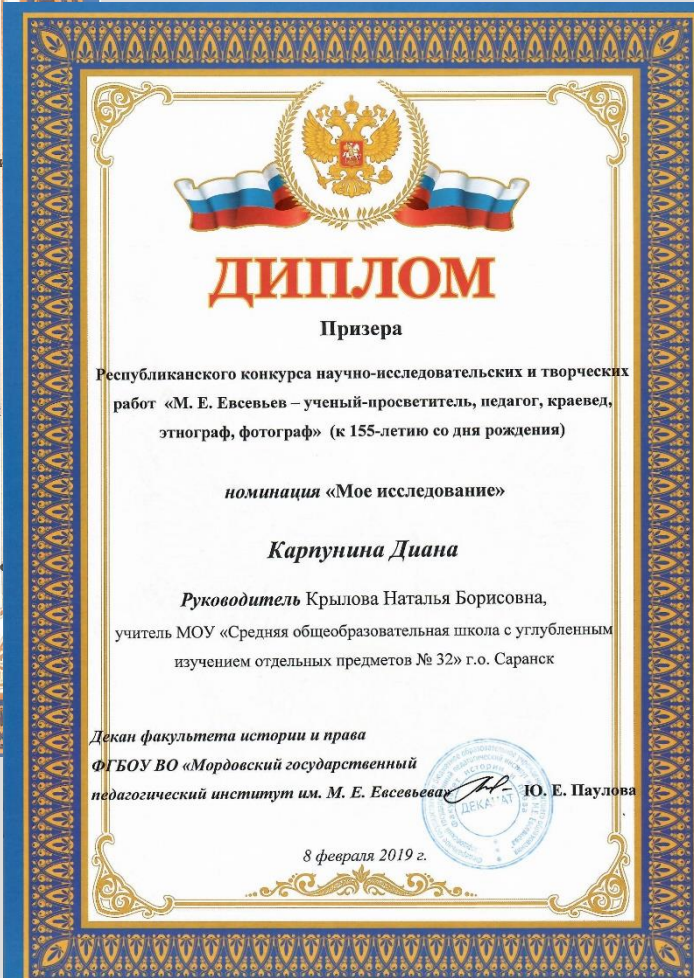 ДИПЛОМ
Призера
Республиканского конкурса научно-исследовательских и творческих
работ «М. Е. Евсевьев – ученый-просветитель, педагог, краевед,
этнограф, фотограф» (к 155-летию со дня рождения)
номинация «Мое исследование»
Карпунина Диана
Руководитель Крылова Наталья Борисовна,
учитель МОУ «Средняя общеобразовательная школа с углубленным
изучением отдельных предметов № 32» г.о. Саранск
Декан факультета истории и права
ФГБОУ ВО «Мордовский государственный
педагогический институт им. М. Е. Евсевьева» Ю. Е. Паулова
ДЕКАНАТ
8 февраля 2019 г.